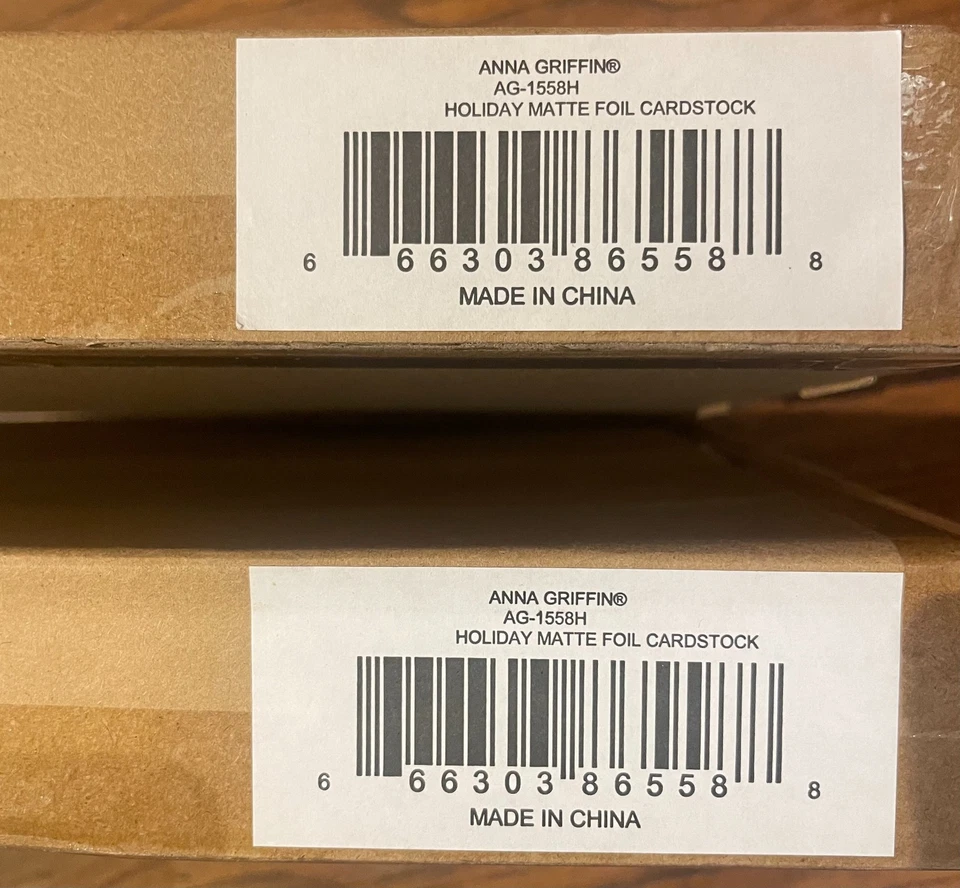 ANNA GRIFFIN®
AG-1558H
HOLIDAY MATTE FOIL CARDSTOCK
6 66303 86558 8
MADE IN CHINA
ANNA GRIFFIN®
AG-1558H
HOLIDAY MATTE FOIL CARDSTOCK
6 66303 86558 8
MADE IN CHINA